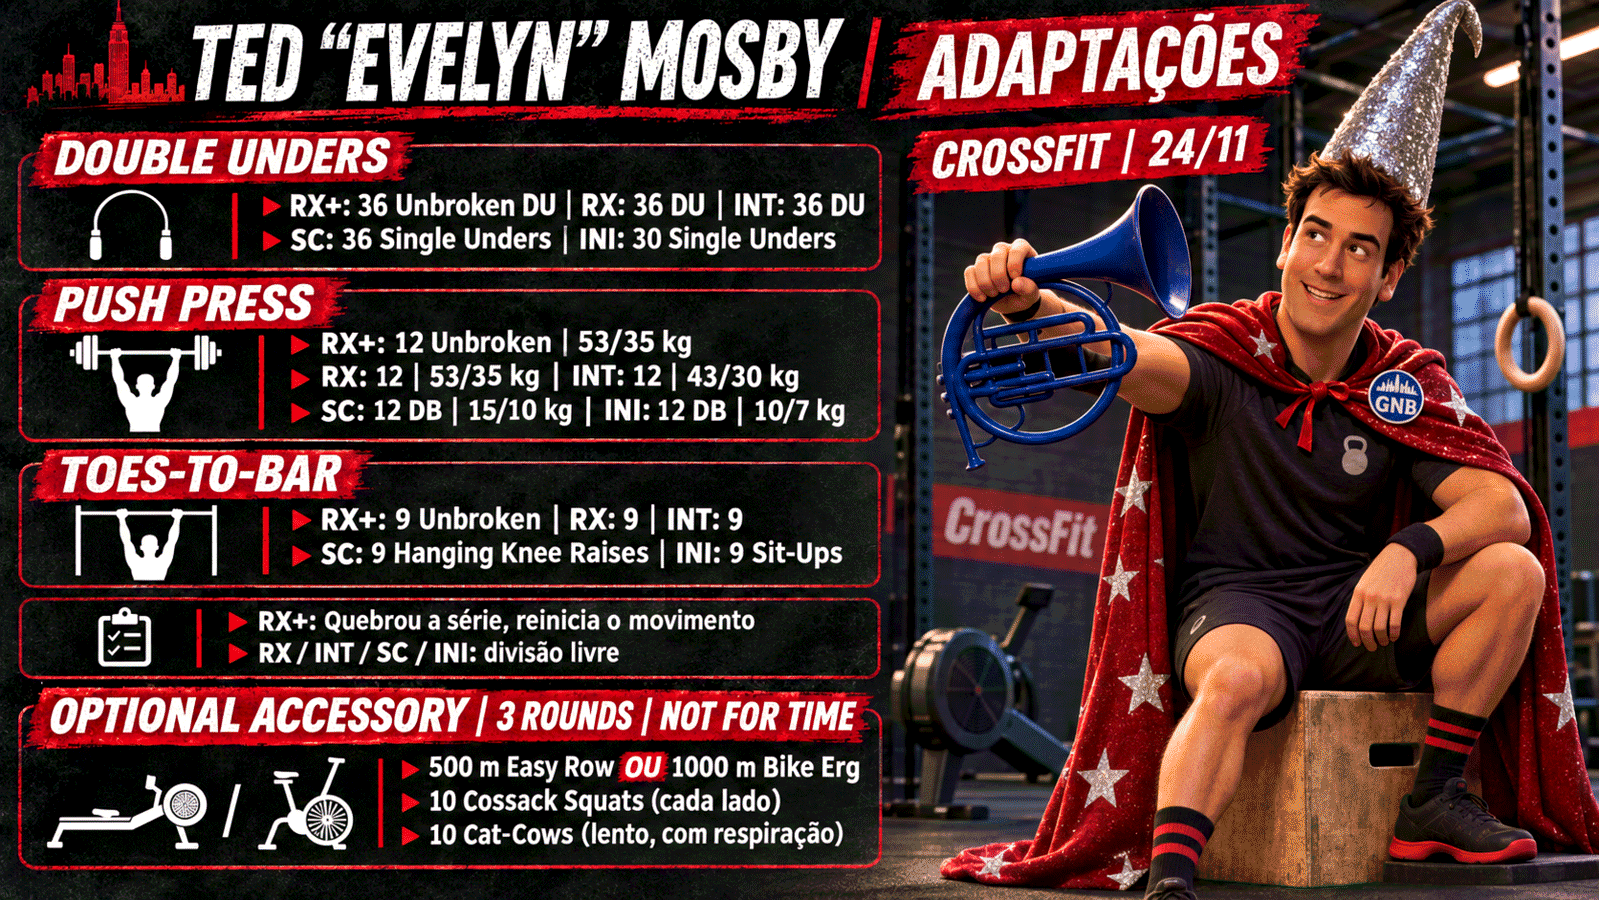 TED “EVELYN” MOSBY | ADAPTAÇÕES
CROSSFIT | 24/11
DOUBLE UNDERS
RX+: 36 Unbroken DU | RX: 36 DU | INT: 36 DU
SC: 36 Single Unders | INI: 30 Single Unders
PUSH PRESS
RX+: 12 Unbroken | 53/35 kg
RX: 12 | 53/35 kg | INT: 12 | 43/30 kg
SC: 12 DB | 15/10 kg | INI: 12 DB | 10/7 kg
TOES-TO-BAR
RX+: 9 Unbroken | RX: 9 | INT: 9
SC: 9 Hanging Knee Raises | INI: 9 Sit-Ups
RX+: Quebrou a série, reinicia o movimento
RX / INT / SC / INI: divisão livre
OPTIONAL ACCESSORY | 3 ROUNDS | NOT FOR TIME
500 m Easy Row OU 1000 m Bike Erg
10 Cossack Squats (cada lado)
10 Cat-Cows (lento, com respiração)
GNB
CrossFit